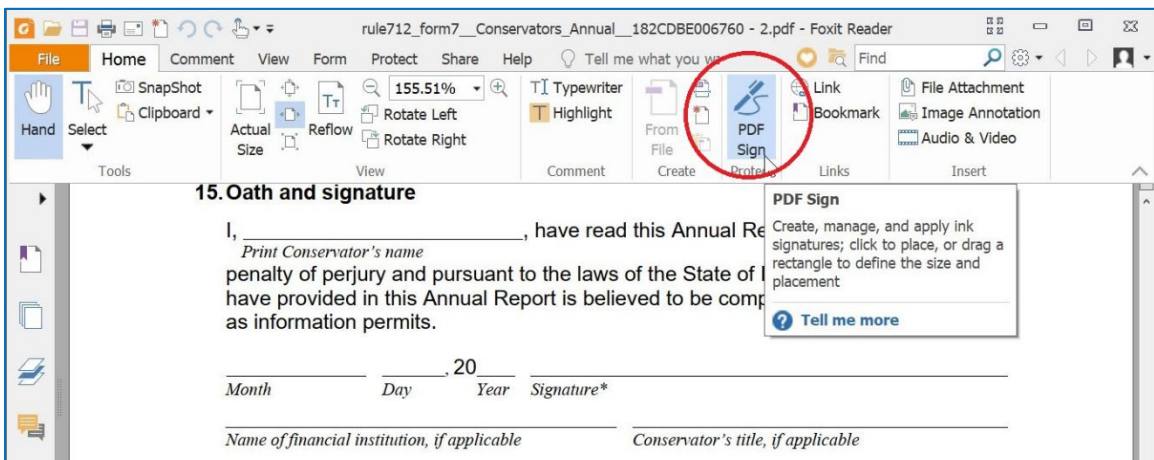 rule712_form7__Conservators_Annual__182CDBE006760 - 2.pdf - Foxit Reader
File Home Comment View Form Protect Share Help Tell me what you w Find
SnapShot
Clipboard
Hand Select
Tools
Actual Size
Reflow
155.51%
Rotate Left
Rotate Right
View
Typewriter
Highlight
Comment
From File
Create
PDF Sign
Protect
Link
Bookmark
Links
File Attachment
Image Annotation
Audio & Video
Insert
PDF Sign
Create, manage, and apply ink
signatures; click to place, or drag a
rectangle to define the size and
placement
Tell me more
15. Oath and signature
I, __________________________, have read this Annual Re
Print Conservator's name
penalty of perjury and pursuant to the laws of the State of
have provided in this Annual Report is believed to be comp
as information permits.
__________ ______, 20____ __________________________
Month Day Year Signature*
Name of financial institution, if applicable Conservator's title, if applicable